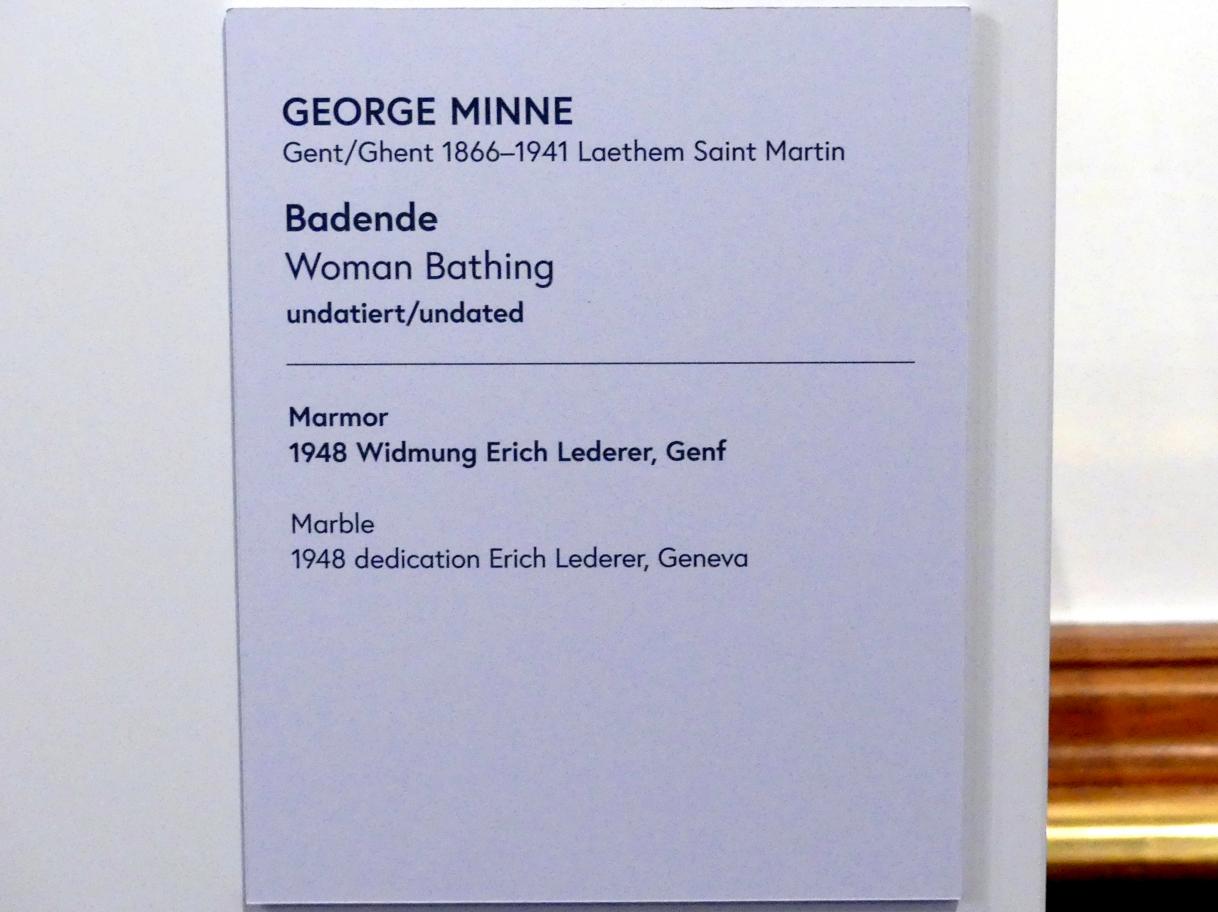 GEORGE MINNE
Gent/Ghent 1866–1941 Laethem Saint Martin
Badende
Woman Bathing
undatiert/undated
Marmor
1948 Widmung Erich Lederer, Genf
Marble
1948 dedication Erich Lederer, Geneva